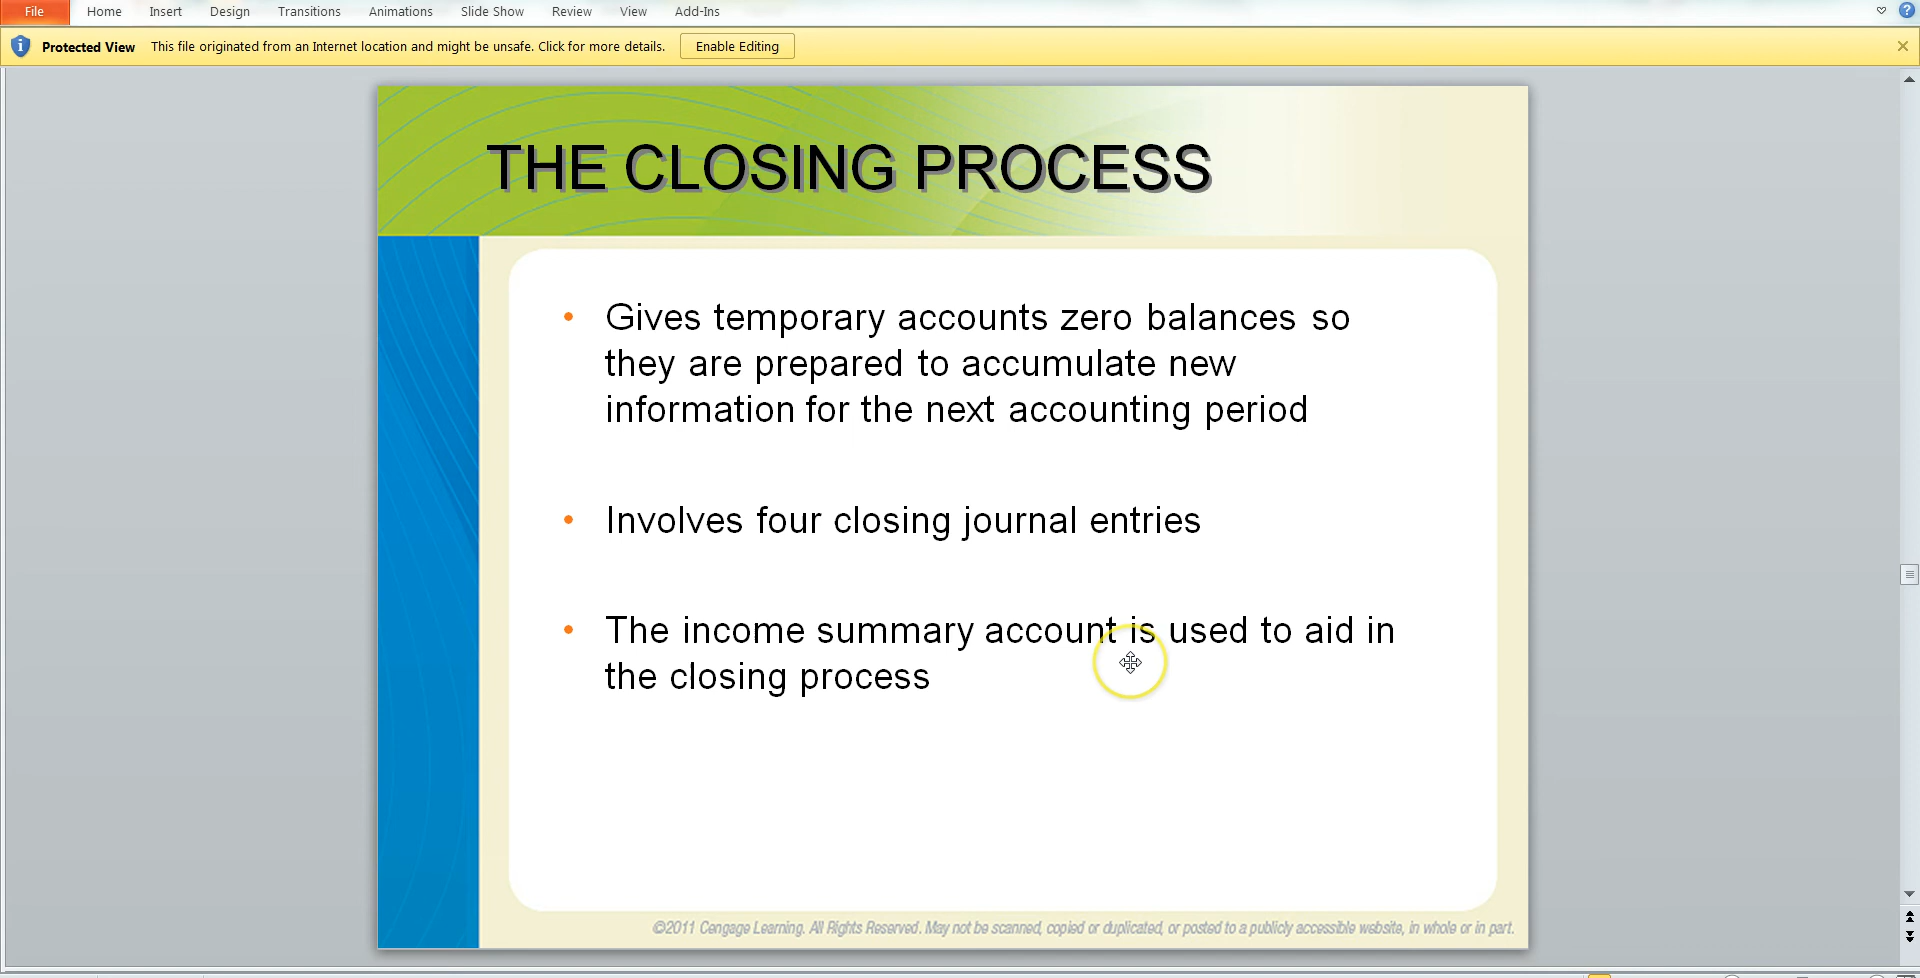 File Home Insert Design Transitions Animations Slide Show Review View Add-Ins
Protected View This file originated from an Internet location and might be unsafe. Click for more details. Enable Editing
THE CLOSING PROCESS
• Gives temporary accounts zero balances so
they are prepared to accumulate new
information for the next accounting period
• Involves four closing journal entries
• The income summary account is used to aid in
the closing process
©2011 Cengage Learning. All Rights Reserved. May not be scanned, copied or duplicated, or posted to a publicly accessible website, in whole or in part.